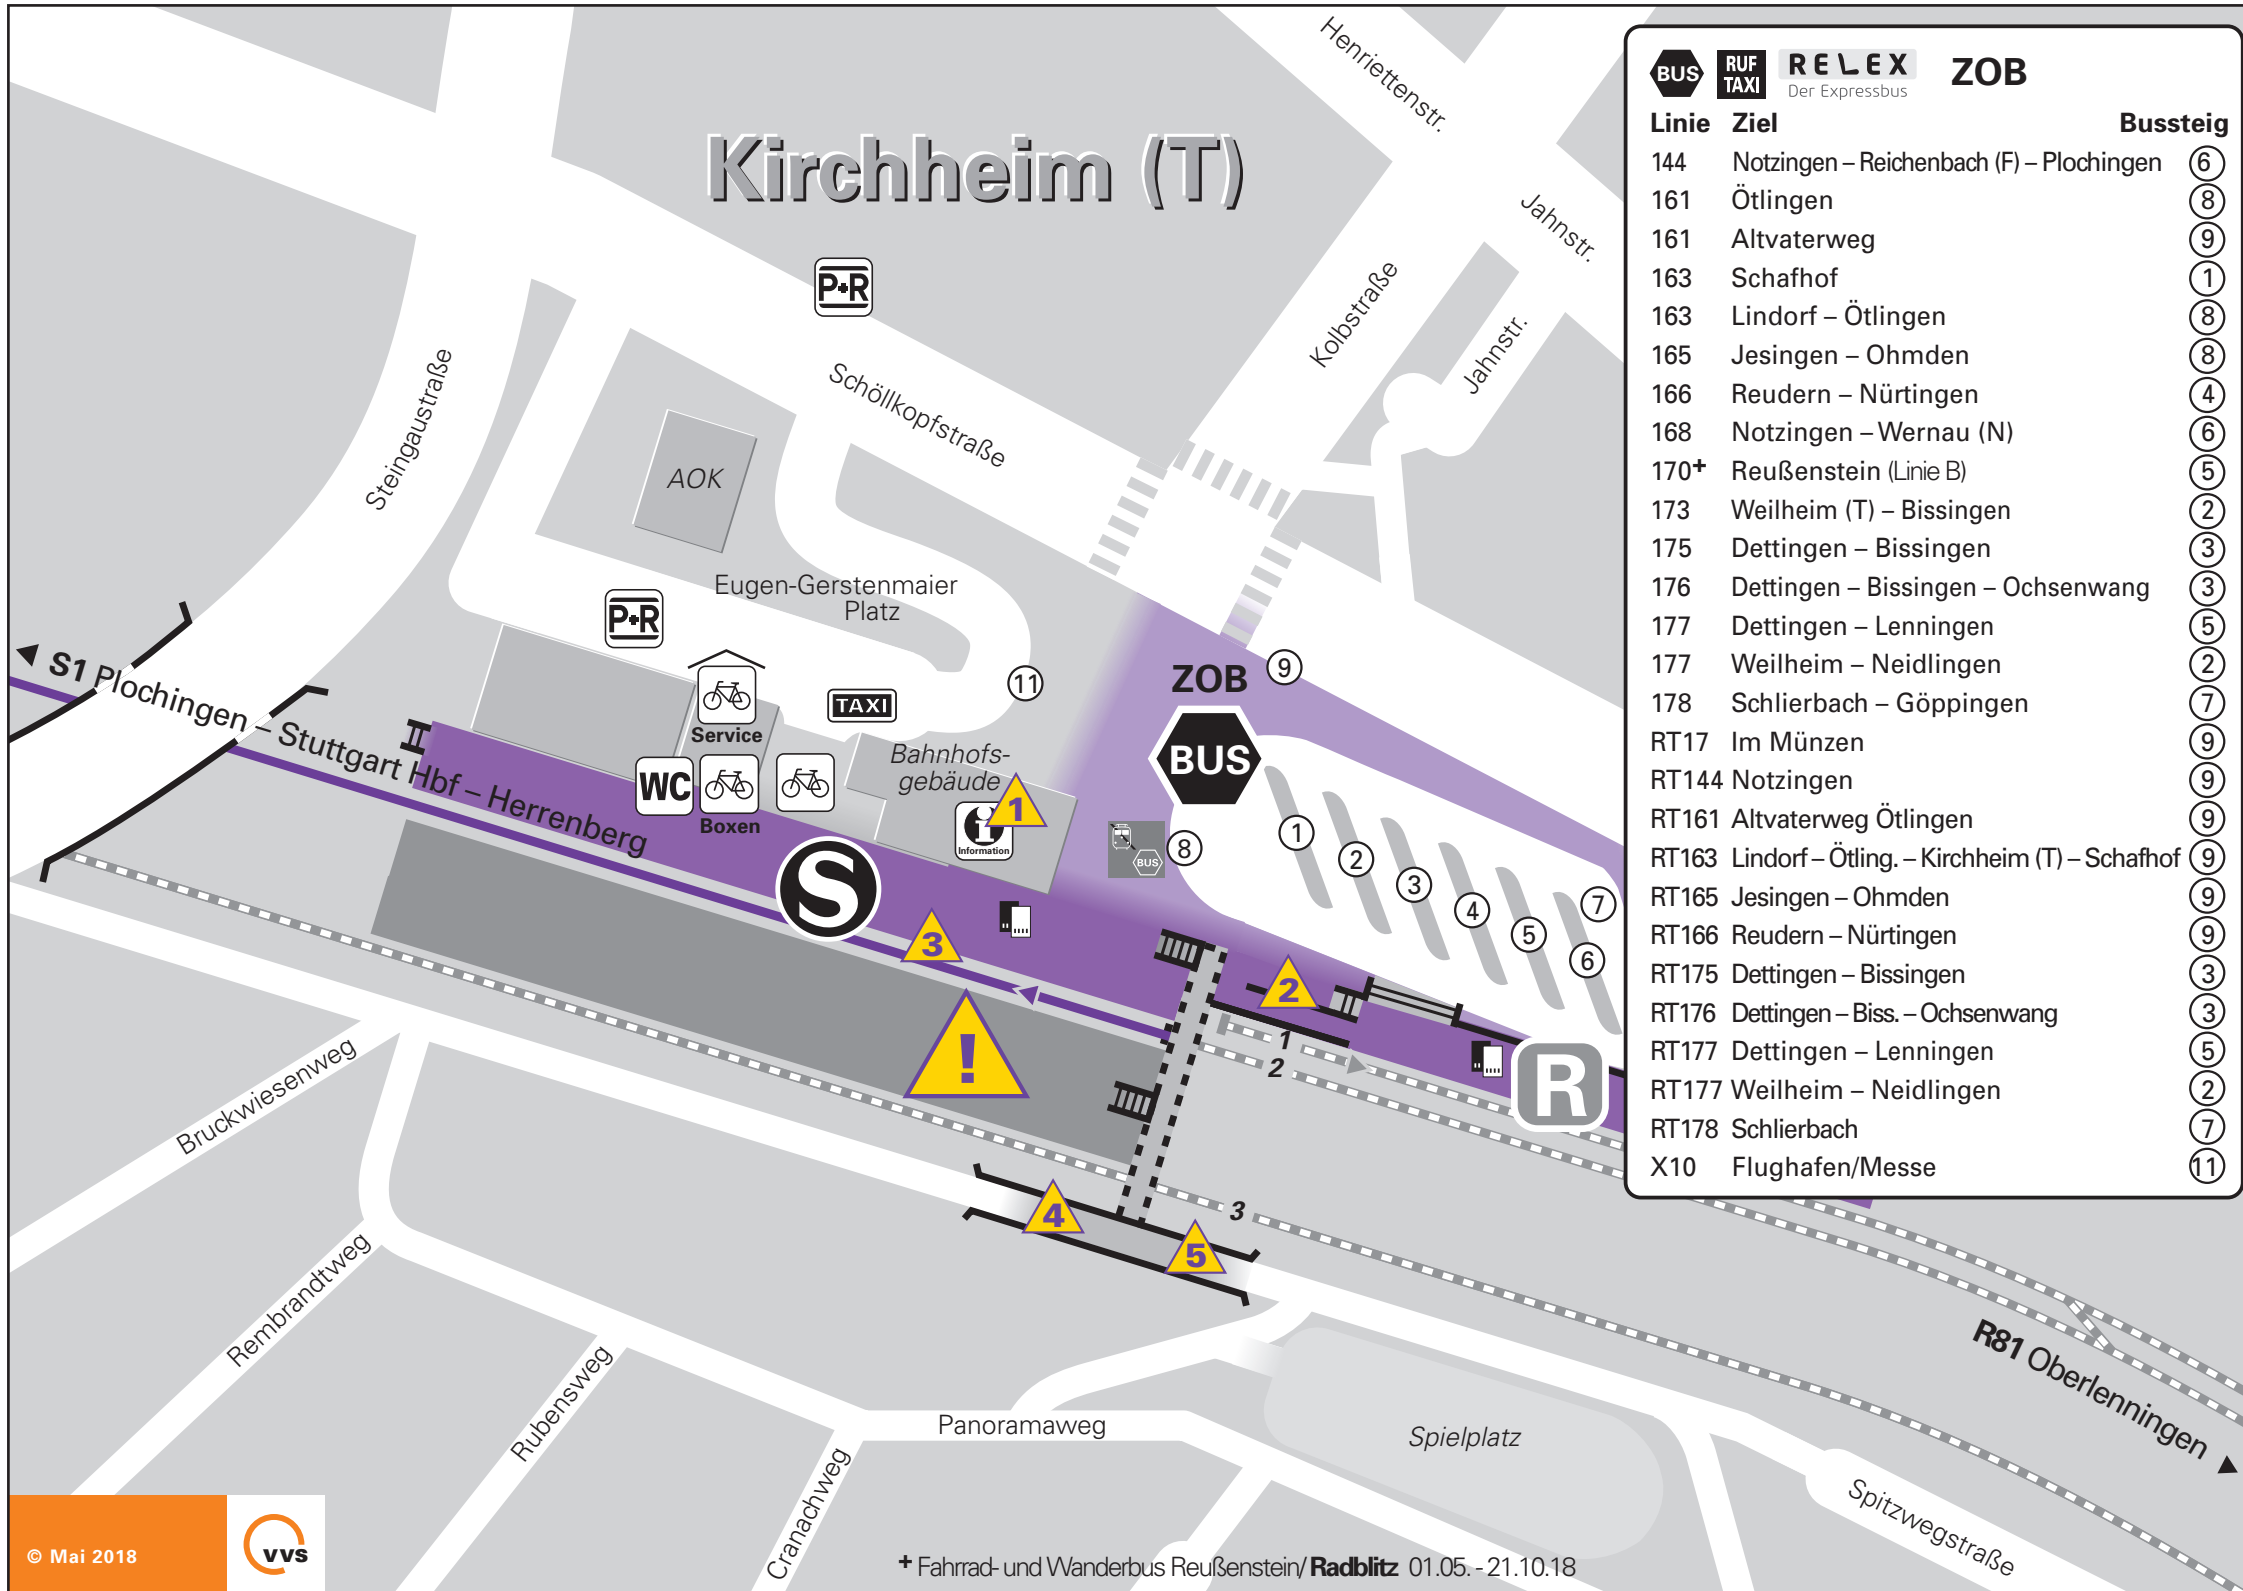 Kirchheim (T)
Henriettenstr.
Jahnstr.
Kolbstraße
Jahnstr.
Schöllkopfstraße
Steingaustraße
P+R
AOK
Eugen-Gerstenmaier
Platz
P+R
11
TAXI
Service
WC
Boxen
Bahnhofs-
gebäude
1
i
Information
ZOB
9
BUS
BUS
8
1
2
3
4
5
6
7
S1 Plochingen – Stuttgart Hbf – Herrenberg
S
3
2
!
1
2
R
3
4
5
Bruckwiesenweg
Rembrandtweg
Rubensweg
Cranachweg
Panoramaweg
Spielplatz
Spitzwegstraße
R81 Oberlenningen
BUS RUF TAXI RELEX Der Expressbus ZOB
Linie Ziel Bussteig
144 Notzingen – Reichenbach (F) – Plochingen 6
161 Ötlingen 8
161 Altvaterweg 9
163 Schafhof 1
163 Lindorf – Ötlingen 8
165 Jesingen – Ohmden 8
166 Reudern – Nürtingen 4
168 Notzingen – Wernau (N) 6
170+ Reußenstein (Linie B) 5
173 Weilheim (T) – Bissingen 2
175 Dettingen – Bissingen 3
176 Dettingen – Bissingen – Ochsenwang 3
177 Dettingen – Lenningen 5
177 Weilheim – Neidlingen 2
178 Schlierbach – Göppingen 7
RT17 Im Münzen 9
RT144 Notzingen 9
RT161 Altvaterweg Ötlingen 9
RT163 Lindorf – Ötling. – Kirchheim (T) – Schafhof 9
RT165 Jesingen – Ohmden 9
RT166 Reudern – Nürtingen 9
RT175 Dettingen – Bissingen 3
RT176 Dettingen – Biss. – Ochsenwang 3
RT177 Dettingen – Lenningen 5
RT177 Weilheim – Neidlingen 2
RT178 Schlierbach 7
X10 Flughafen/Messe 11
© Mai 2018
vvs
+ Fahrrad- und Wanderbus Reußenstein/ Radblitz 01.05. - 21.10.18